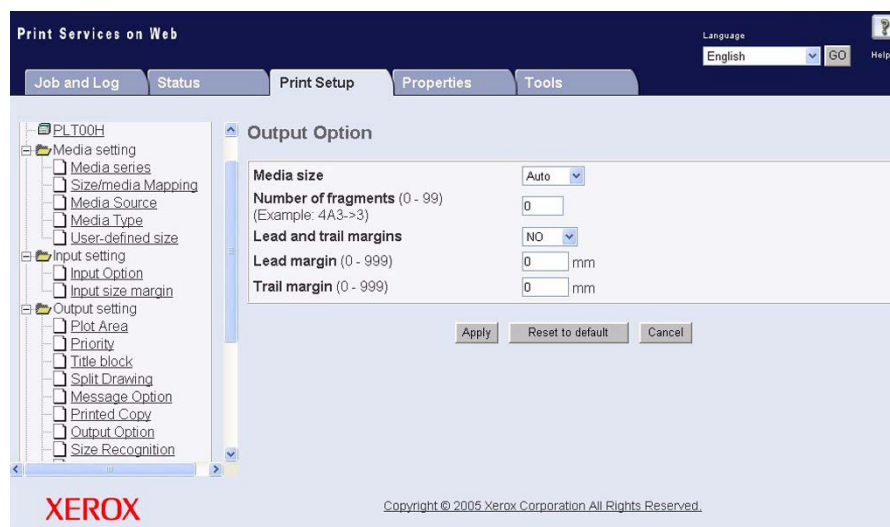 Print Services on Web
Language
English
GO
?
Help
Job and Log
Status
Print Setup
Properties
Tools
PLT00H
Media setting
Media series
Size/media Mapping
Media Source
Media Type
User-defined size
Input setting
Input Option
Input size margin
Output setting
Plot Area
Priority
Title block
Split Drawing
Message Option
Printed Copy
Output Option
Size Recognition
Output Option
Media size
Auto
Number of fragments (0 - 99)
(Example: 4A3->3)
0
Lead and trail margins
NO
Lead margin (0 - 999)
0 mm
Trail margin (0 - 999)
0 mm
Apply
Reset to default
Cancel
XEROX
Copyright © 2005 Xerox Corporation All Rights Reserved.